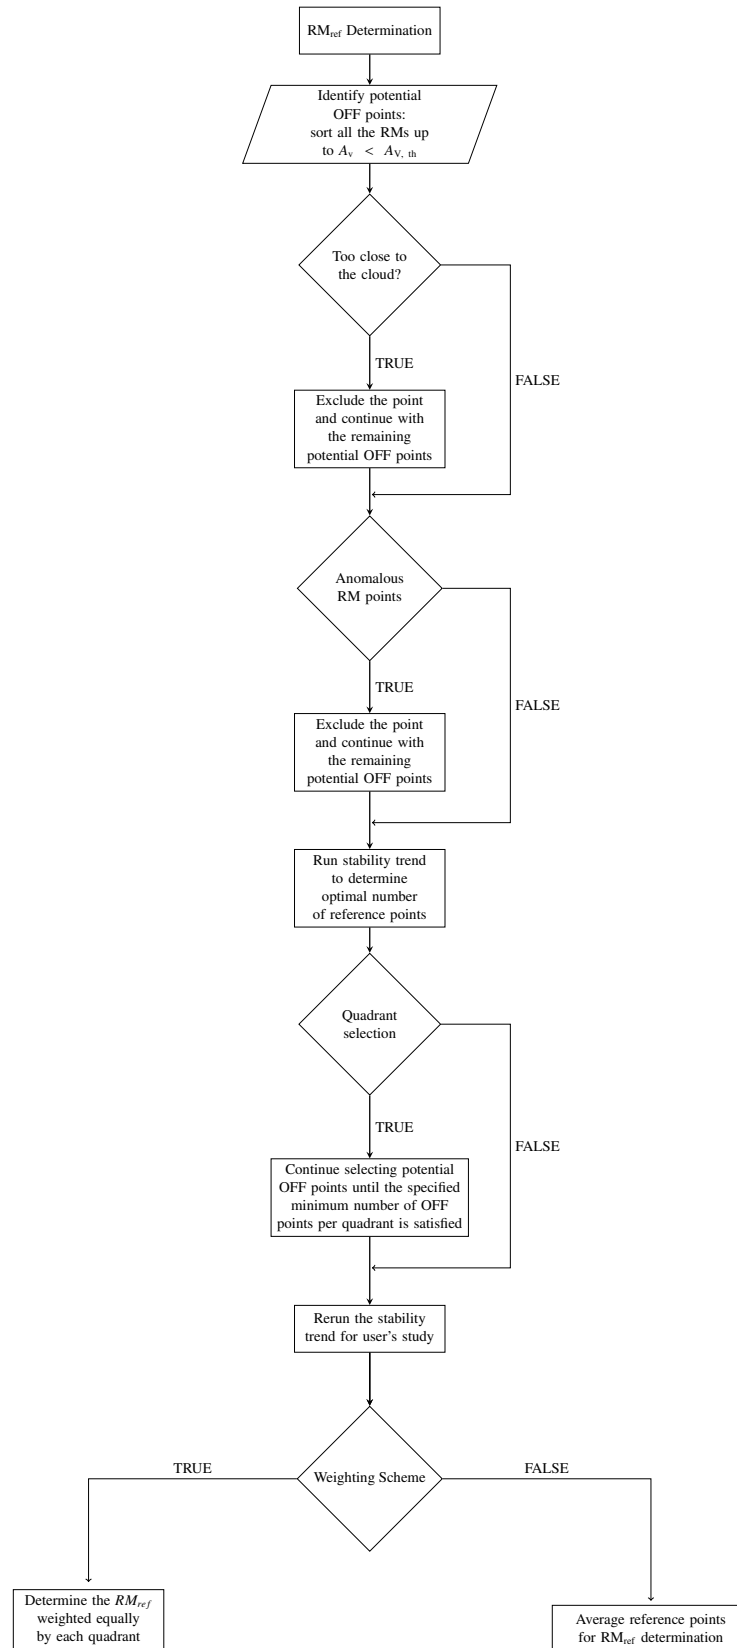 RMref Determination
Identify potential
OFF points:
sort all the RMs up
to Av < AV, th
Too close to
the cloud?
TRUE
FALSE
Exclude the point
and continue with
the remaining
potential OFF points
Anomalous
RM points
TRUE
FALSE
Exclude the point
and continue with
the remaining
potential OFF points
Run stability trend
to determine
optimal number
of reference points
Quadrant
selection
TRUE
FALSE
Continue selecting potential
OFF points until the specified
minimum number of OFF
points per quadrant is satisfied
Rerun the stability
trend for user's study
Weighting Scheme
TRUE
FALSE
Determine the RMref
weighted equally
by each quadrant
Average reference points
for RMref determination